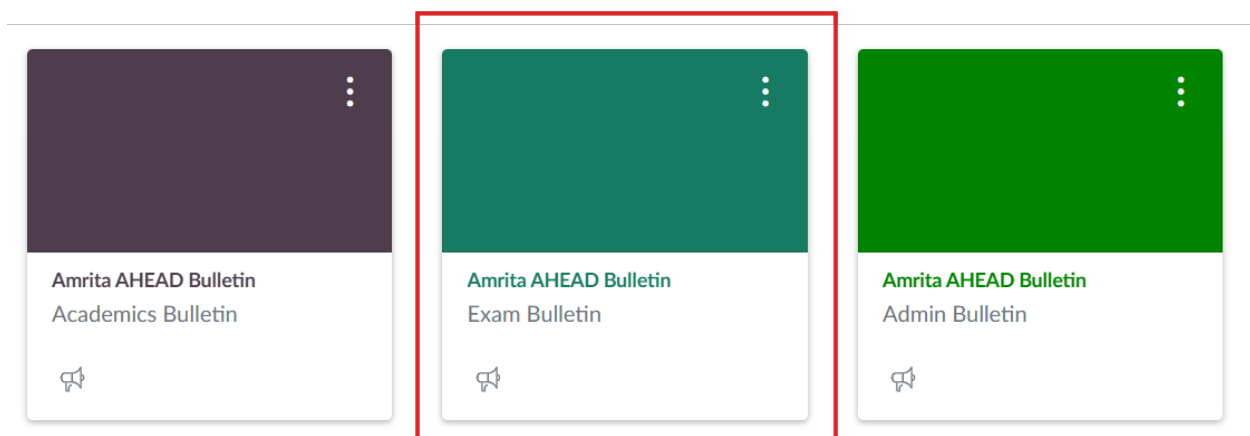 Amrita AHEAD Bulletin
Academics Bulletin
Amrita AHEAD Bulletin
Exam Bulletin
Amrita AHEAD Bulletin
Admin Bulletin